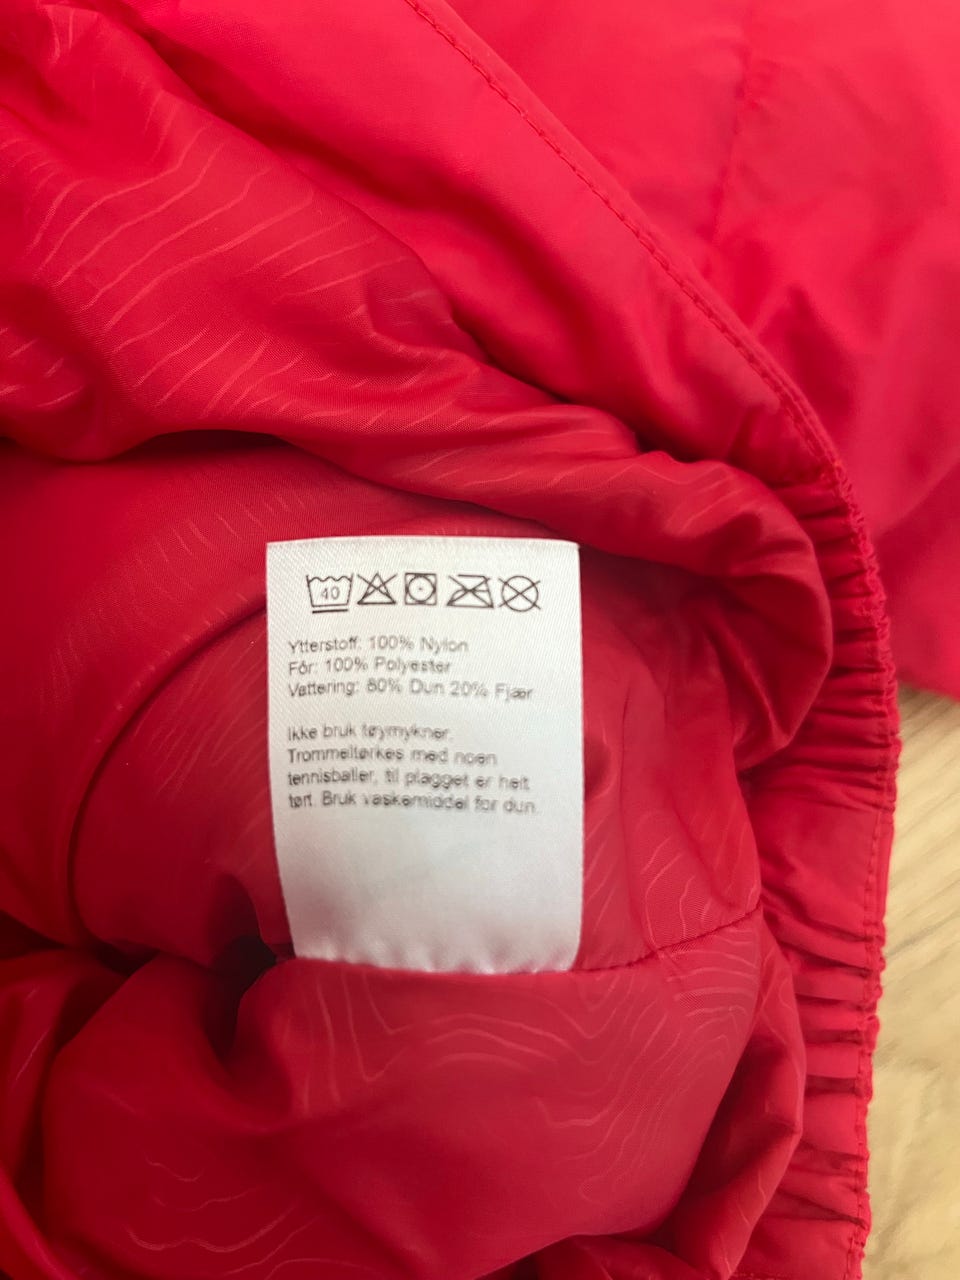 40
Ytterstoff: 100% Nylon
Fôr: 100% Polyester
Vattering: 80% Dun 20% Fjær
Ikke bruk tøymykner.
Trommeltørkes med noen
tennisballer, til plagget er helt
tørt. Bruk vaskemiddel for dun.